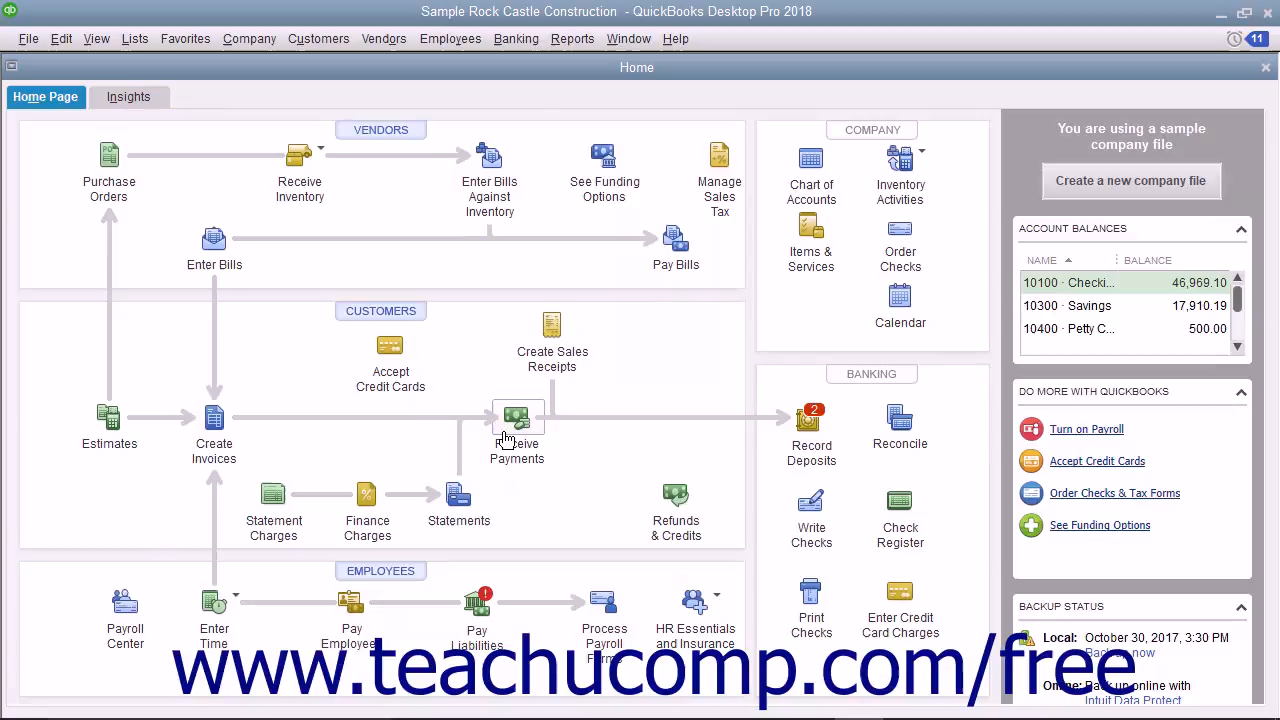 Sample Rock Castle Construction - QuickBooks Desktop Pro 2018
File Edit View Lists Favorites Company Customers Vendors Employees Banking Reports Window Help
11
Home
Home Page
Insights
VENDORS
Purchase
Orders
Receive
Inventory
Enter Bills
Against
Inventory
See Funding
Options
Manage
Sales
Tax
Enter Bills
Pay Bills
CUSTOMERS
Accept
Credit Cards
Create Sales
Receipts
Estimates
Create
Invoices
Receive
Payments
Statement
Charges
Finance
Charges
Statements
Refunds
& Credits
EMPLOYEES
Payroll
Center
Enter
Time
Pay
Employees
Pay
Liabilities
Process
Payroll
Forms
HR Essentials
and Insurance
COMPANY
Chart of
Accounts
Inventory
Activities
Items &
Services
Order
Checks
Calendar
BANKING
2
Record
Deposits
Reconcile
Write
Checks
Check
Register
Print
Checks
Enter Credit
Card Charges
You are using a sample
company file
Create a new company file
ACCOUNT BALANCES
NAME BALANCE
10100 · Checki... 46,969.10
10300 · Savings 17,910.19
10400 · Petty C... 500.00
DO MORE WITH QUICKBOOKS
Turn on Payroll
Accept Credit Cards
Order Checks & Tax Forms
See Funding Options
BACKUP STATUS
Local: October 30, 2017, 3:30 PM
Back up now
Online: Back up online with
Intuit Data Protect
www.teachucomp.com/free